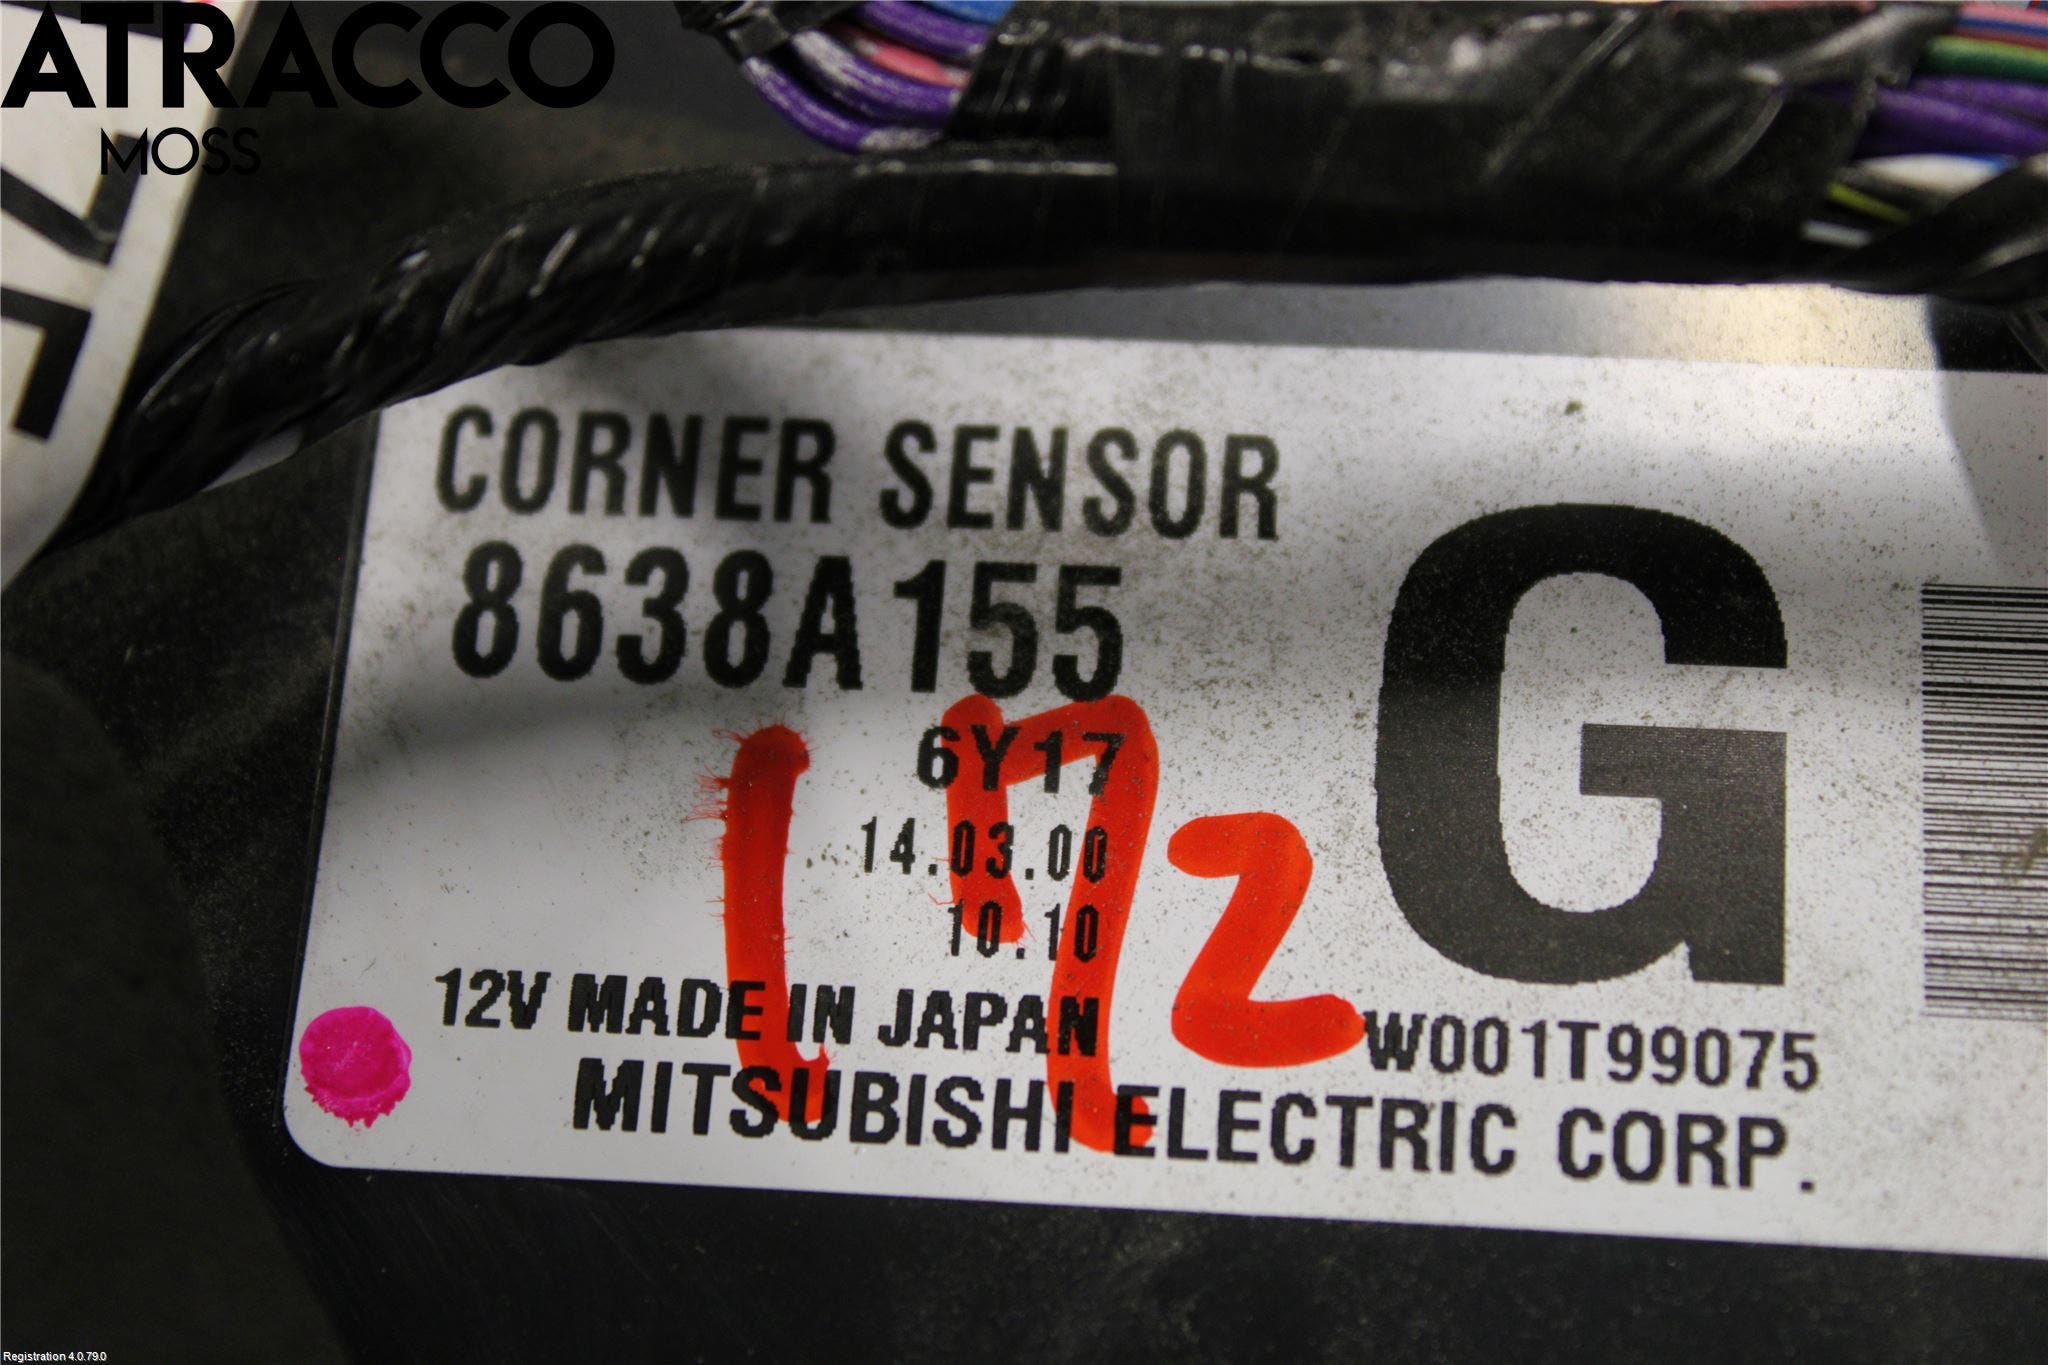 ATRACCO
MOSS
CORNER SENSOR
8638A155
G
6Y17
14.03.00
10.10
12V MADE IN JAPAN
W001T99075
MITSUBISHI ELECTRIC CORP.
Registration 4.0.79.0